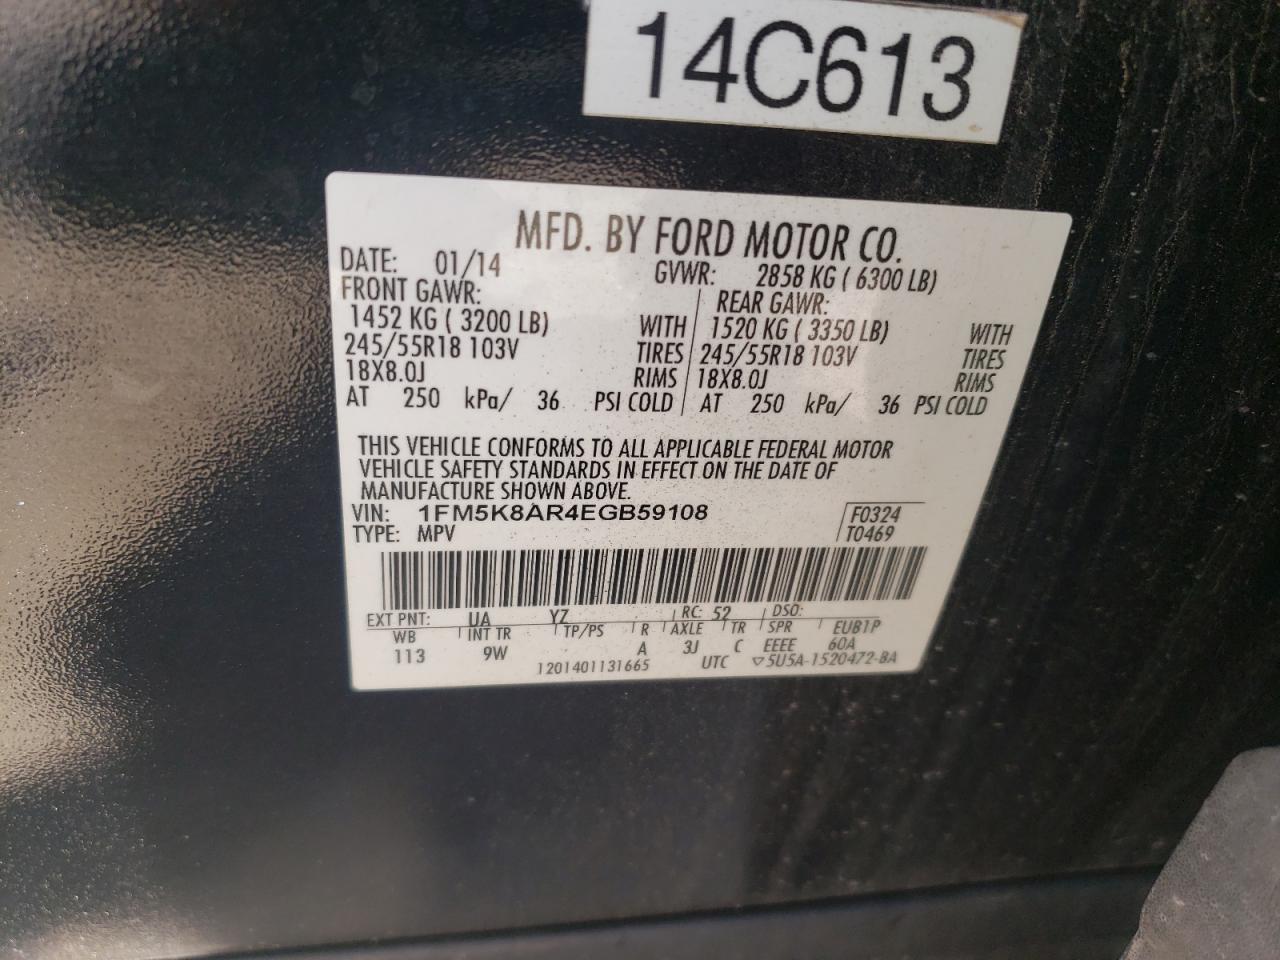 14C613
MFD. BY FORD MOTOR CO.
DATE: 01/14 GVWR: 2858 KG ( 6300 LB)
FRONT GAWR: REAR GAWR:
1452 KG ( 3200 LB) WITH 1520 KG ( 3350 LB) WITH
245/55R18 103V TIRES 245/55R18 103V TIRES
18X8.0J RIMS 18X8.0J RIMS
AT 250 kPa/ 36 PSI COLD AT 250 kPa/ 36 PSI COLD
THIS VEHICLE CONFORMS TO ALL APPLICABLE FEDERAL MOTOR
VEHICLE SAFETY STANDARDS IN EFFECT ON THE DATE OF
MANUFACTURE SHOWN ABOVE.
VIN: 1FM5K8AR4EGB59108 F0324
TYPE: MPV T0469
EXT PNT: UA YZ RC: 52 DSO:
WB INT TR TP/PS R AXLE TR SPR EUB1P
113 9W A 3J C EEEE 60A
1201401131665 UTC ▽5U5A-1520472-BA